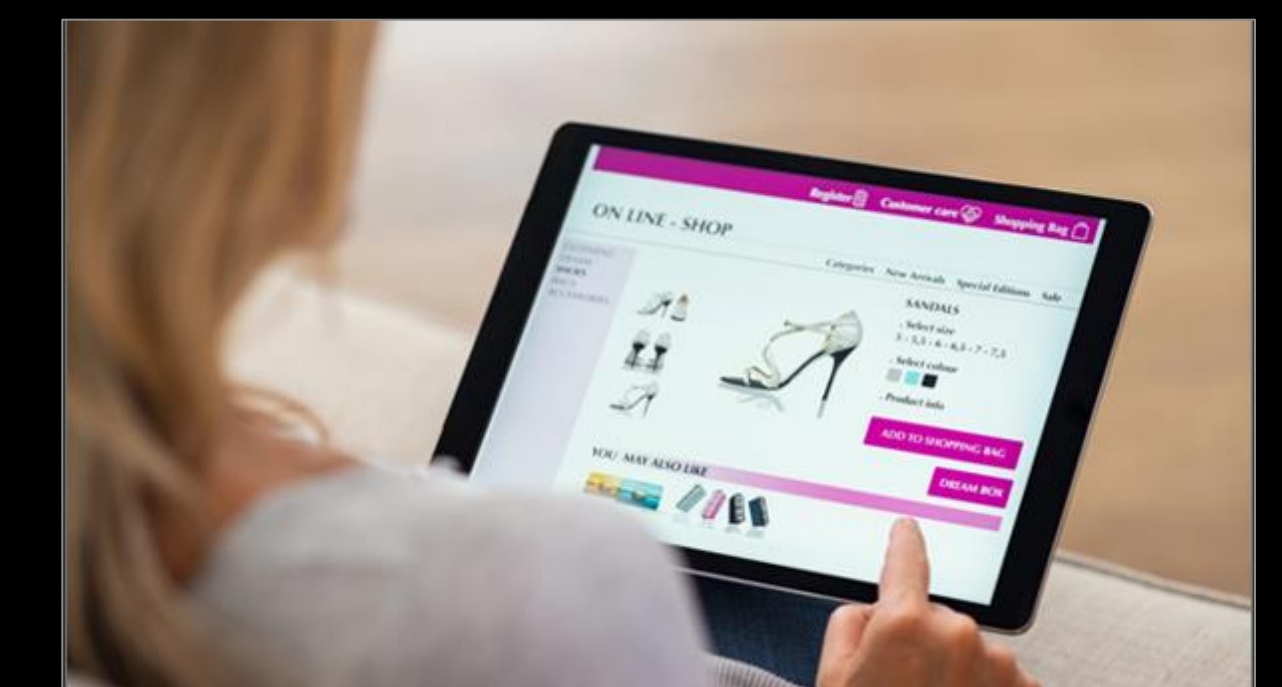 Register
Customer care
Shopping Bag
ON LINE - SHOP
Categories New Arrivals Special Editions Sale
SHOES
BAGS
ACCESSORIES
SANDALS
. Select size
5 - 5,5 - 6 - 6,5 - 7 - 7,5
. Select colour
. Product info
ADD TO SHOPPING BAG
DREAM BOX
YOU MAY ALSO LIKE